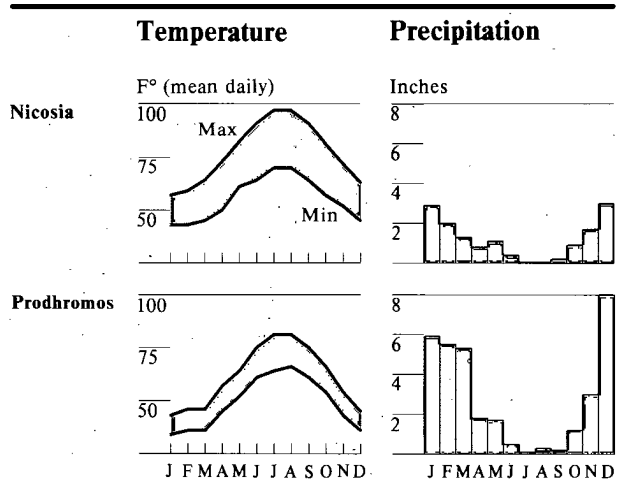 Temperature Precipitation
F° (mean daily) Inches
Nicosia
100
Max
75
50
Min
8
6
4
2
Prodhromos
100
75
50
8
6
4
2
J F M A M J J A S O N D J F M A M J J A S O N D